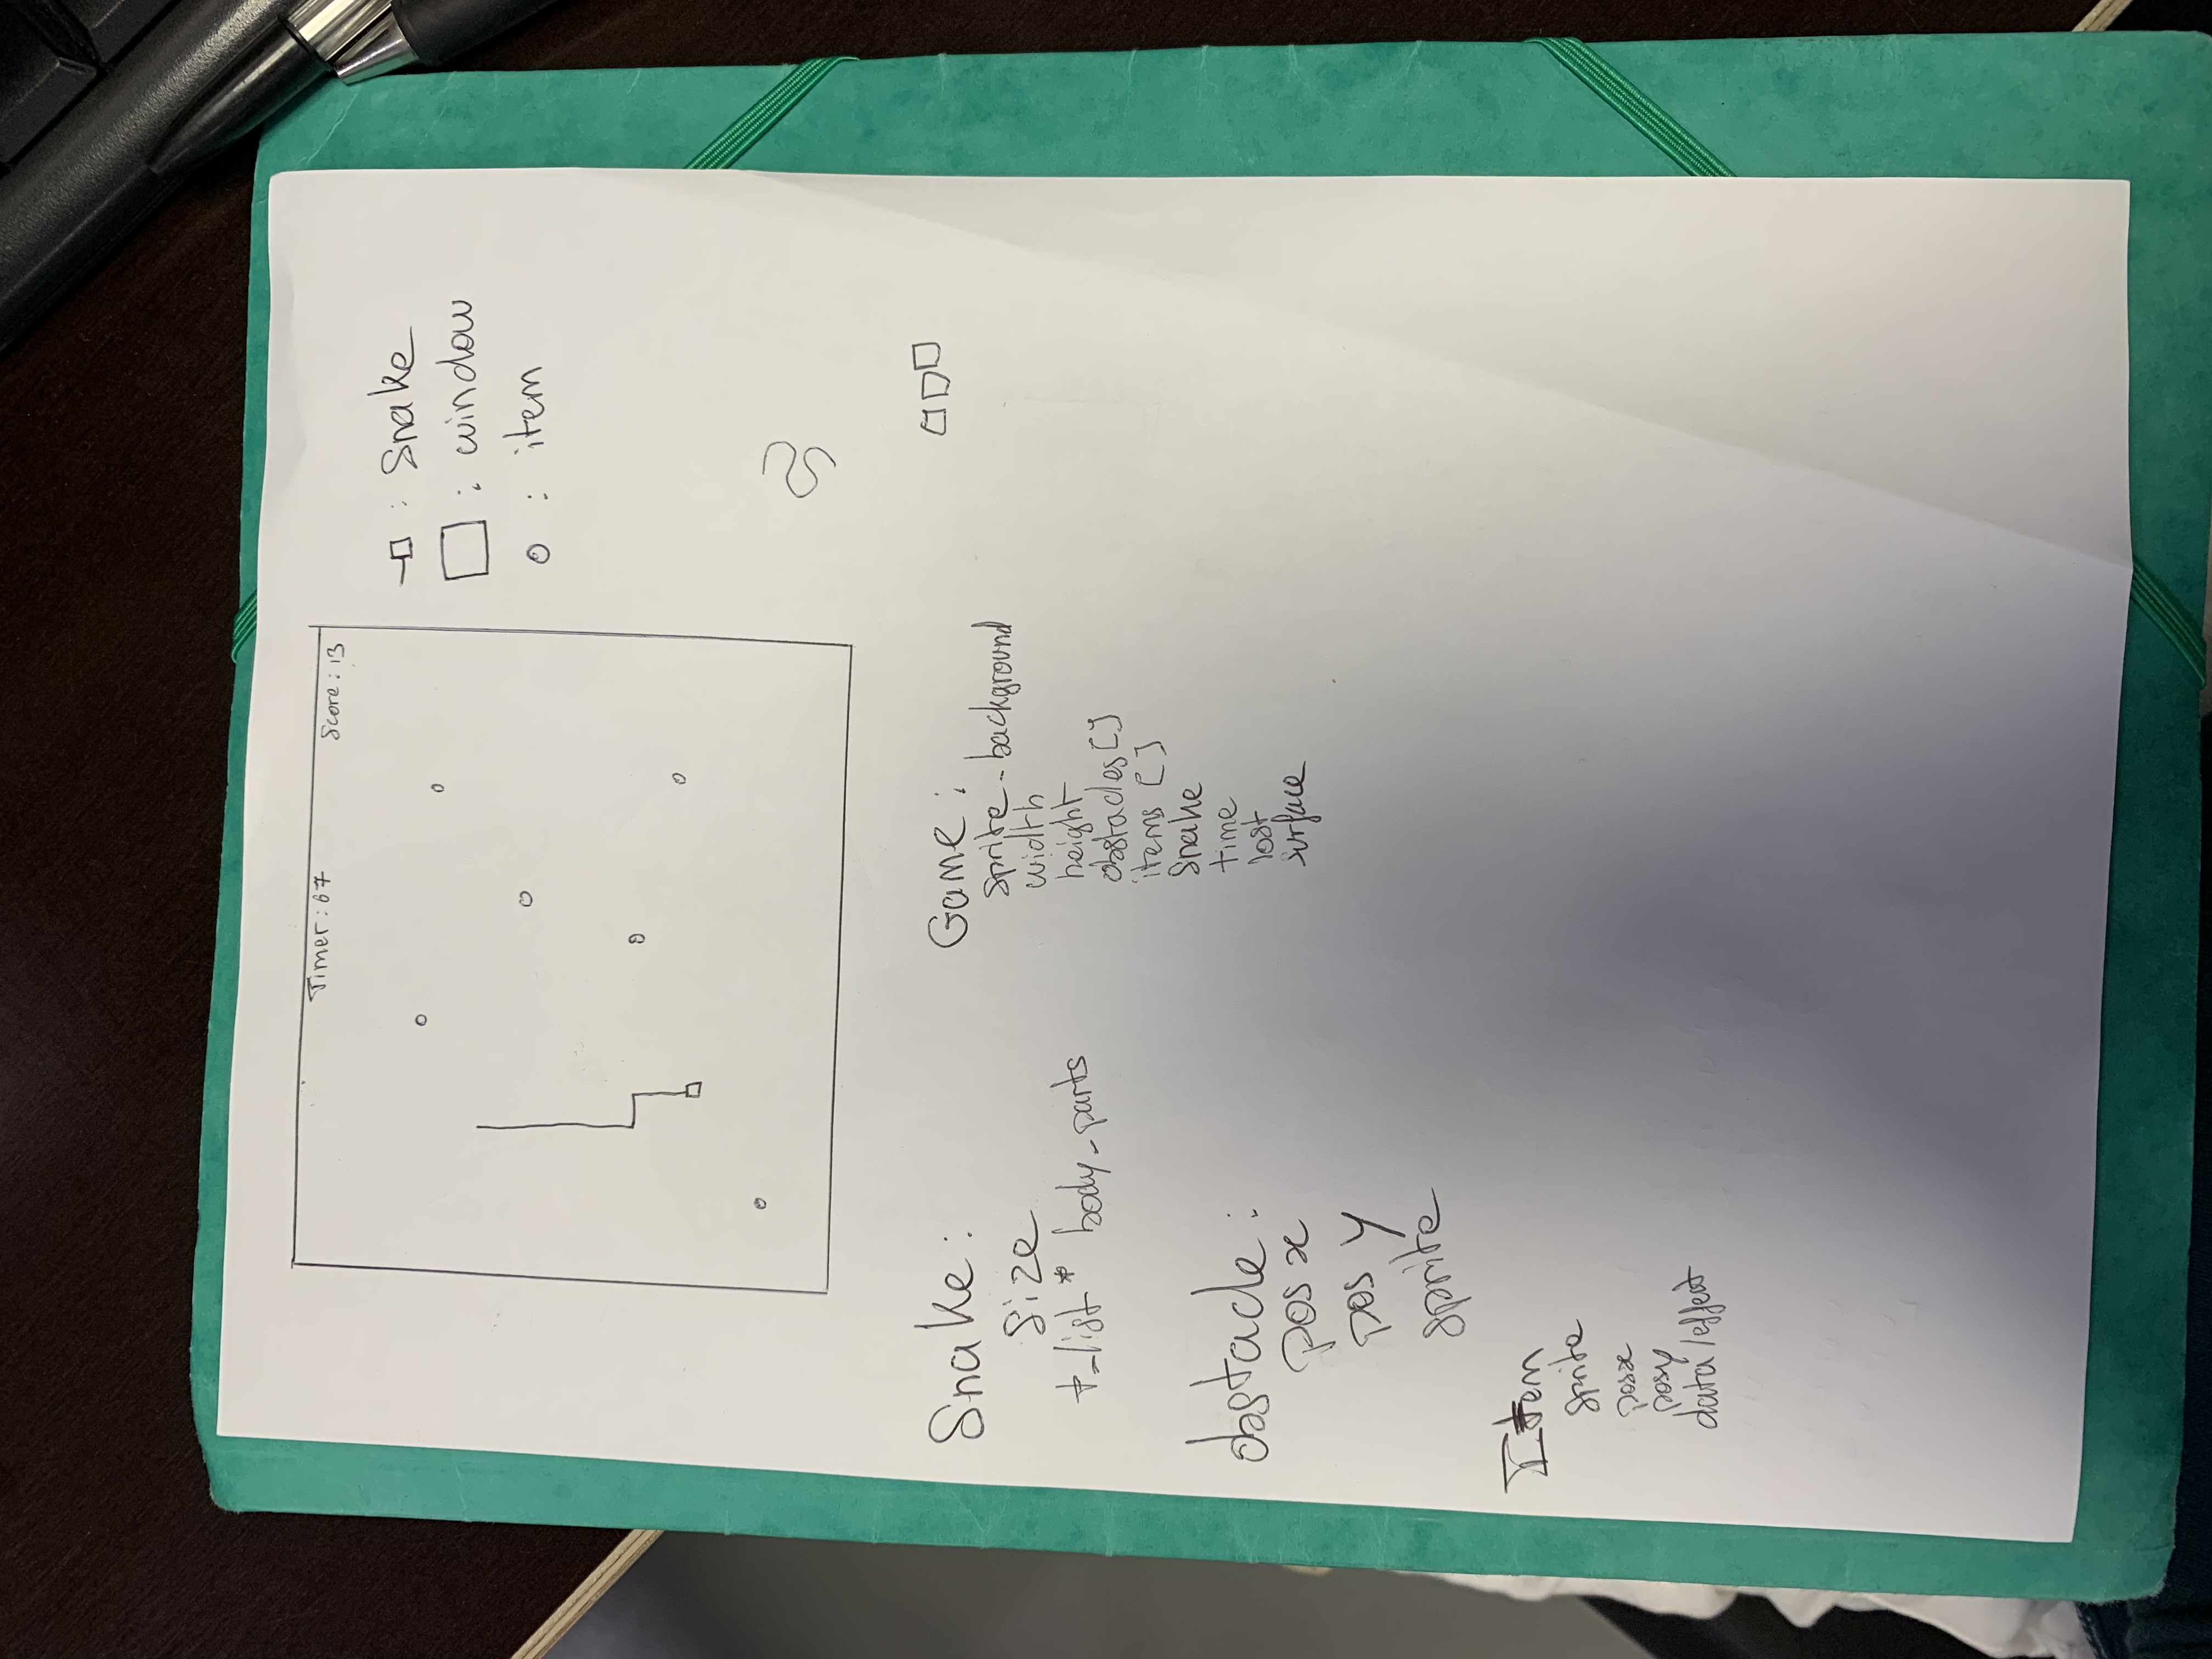 Timer: 67
Score: 13
: Snake
: window
: item
Snake:
size
t_list* body_parts
obstacle:
pos x
pos y
sprite
Item
sprite
posx
posy
data/effect
Game:
sprite_background
width
height
obstacles[]
items []
Snake
time
lost
surface